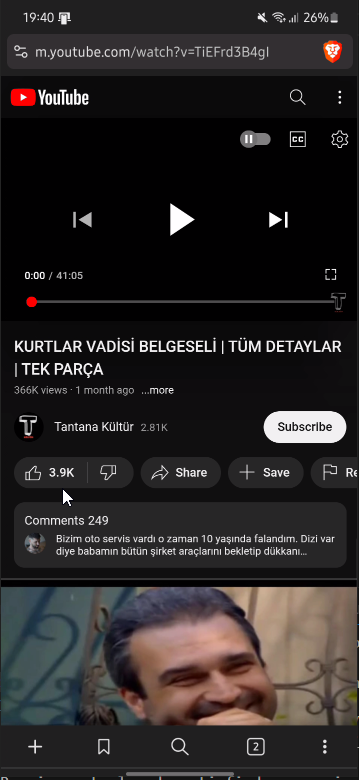 19:40
26%
m.youtube.com/watch?v=TiEFrd3B4gI
YouTube
CC
0:00 / 41:05
T
KURTLAR VADİSİ BELGESELİ | TÜM DETAYLAR
| TEK PARÇA
366K views · 1 month ago ...more
T
Tantana Kültür 2.81K
Subscribe
3.9K
Share
Save
Re
Comments 249
Bizim oto servis vardı o zaman 10 yaşında falandım. Dizi var
diye babamın bütün şirket araçlarını bekletip dükkanı...
2